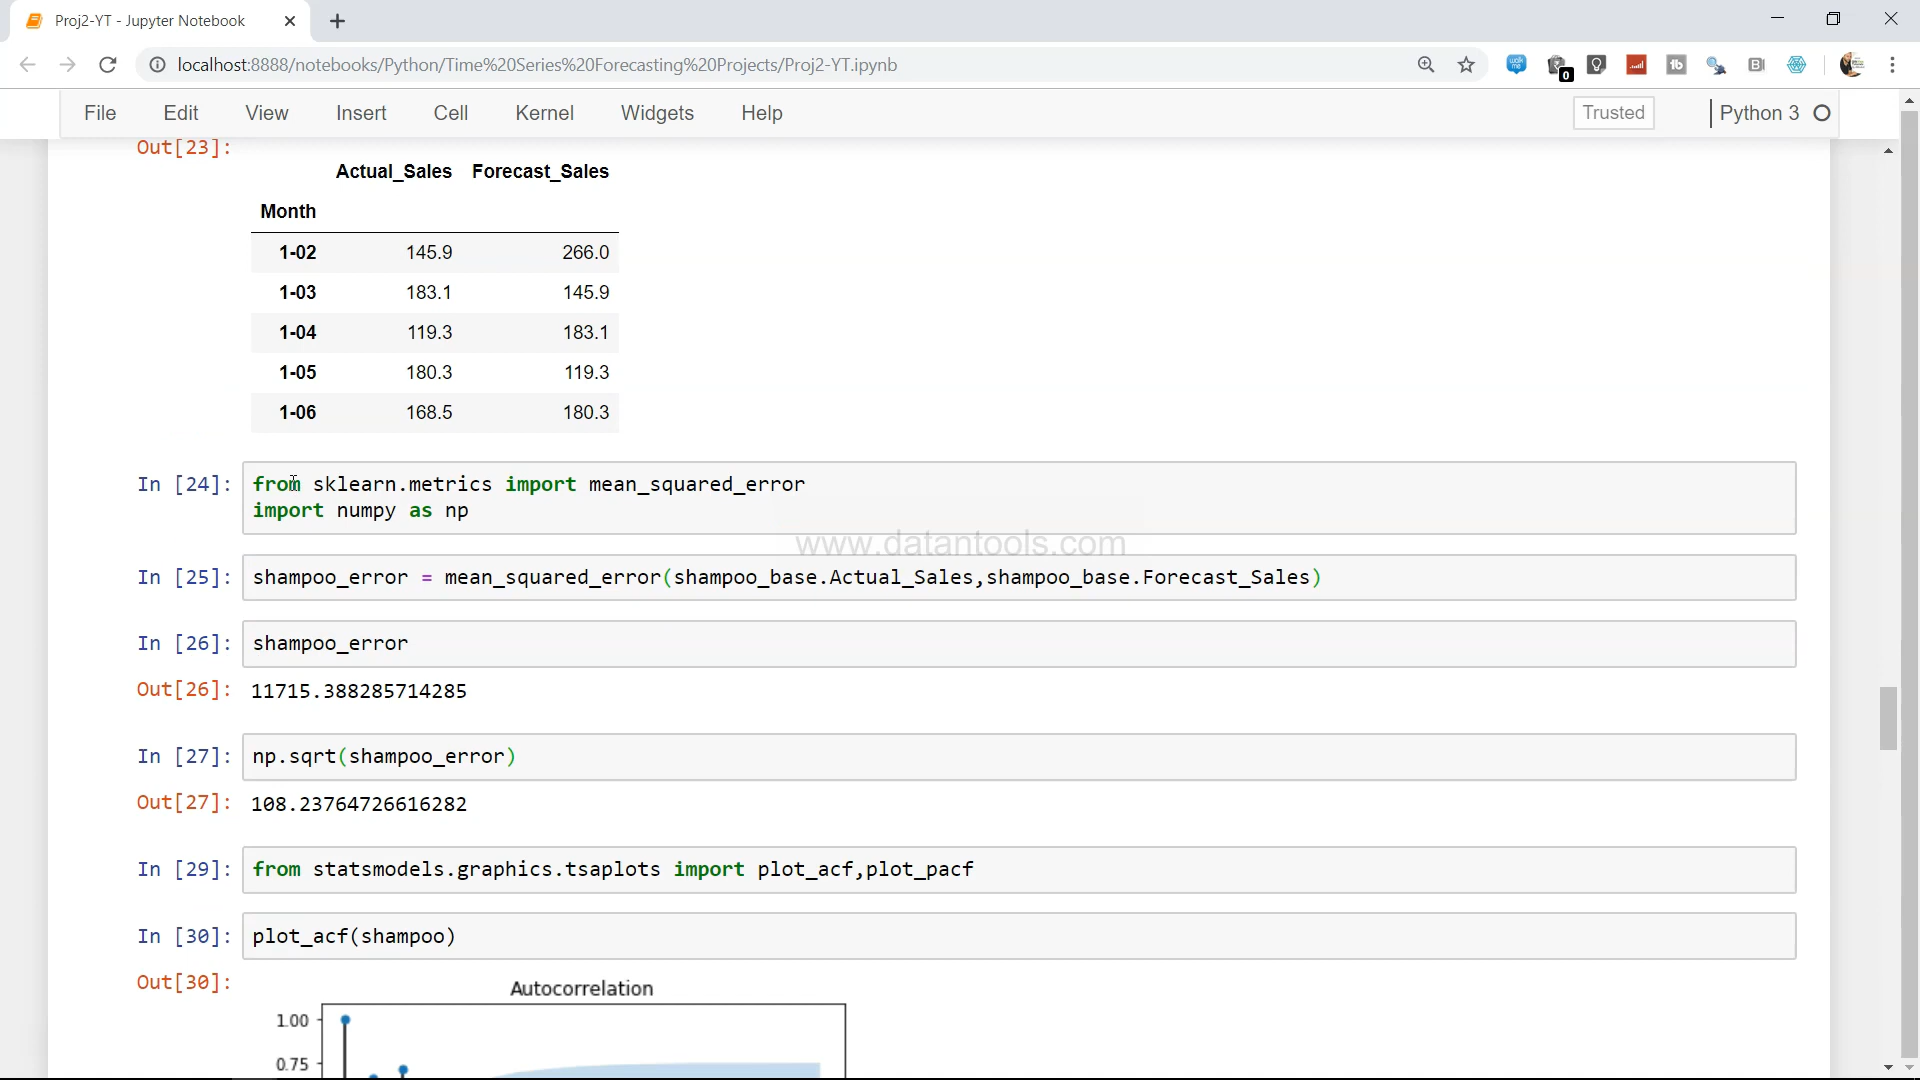 Proj2-YT - Jupyter Notebook
localhost:8888/notebooks/Python/Time%20Series%20Forecasting%20Projects/Proj2-YT.ipynb
0
File Edit View Insert Cell Kernel Widgets Help Trusted Python 3
Out[23]:
Actual_Sales Forecast_Sales
Month
1-02 145.9 266.0
1-03 183.1 145.9
1-04 119.3 183.1
1-05 180.3 119.3
1-06 168.5 180.3
In [24]: from sklearn.metrics import mean_squared_error
import numpy as np
www.datantools.com
In [25]: shampoo_error = mean_squared_error(shampoo_base.Actual_Sales,shampoo_base.Forecast_Sales)
In [26]: shampoo_error
Out[26]: 11715.388285714285
In [27]: np.sqrt(shampoo_error)
Out[27]: 108.23764726616282
In [29]: from statsmodels.graphics.tsaplots import plot_acf,plot_pacf
In [30]: plot_acf(shampoo)
Out[30]:
Autocorrelation
1.00
0.75